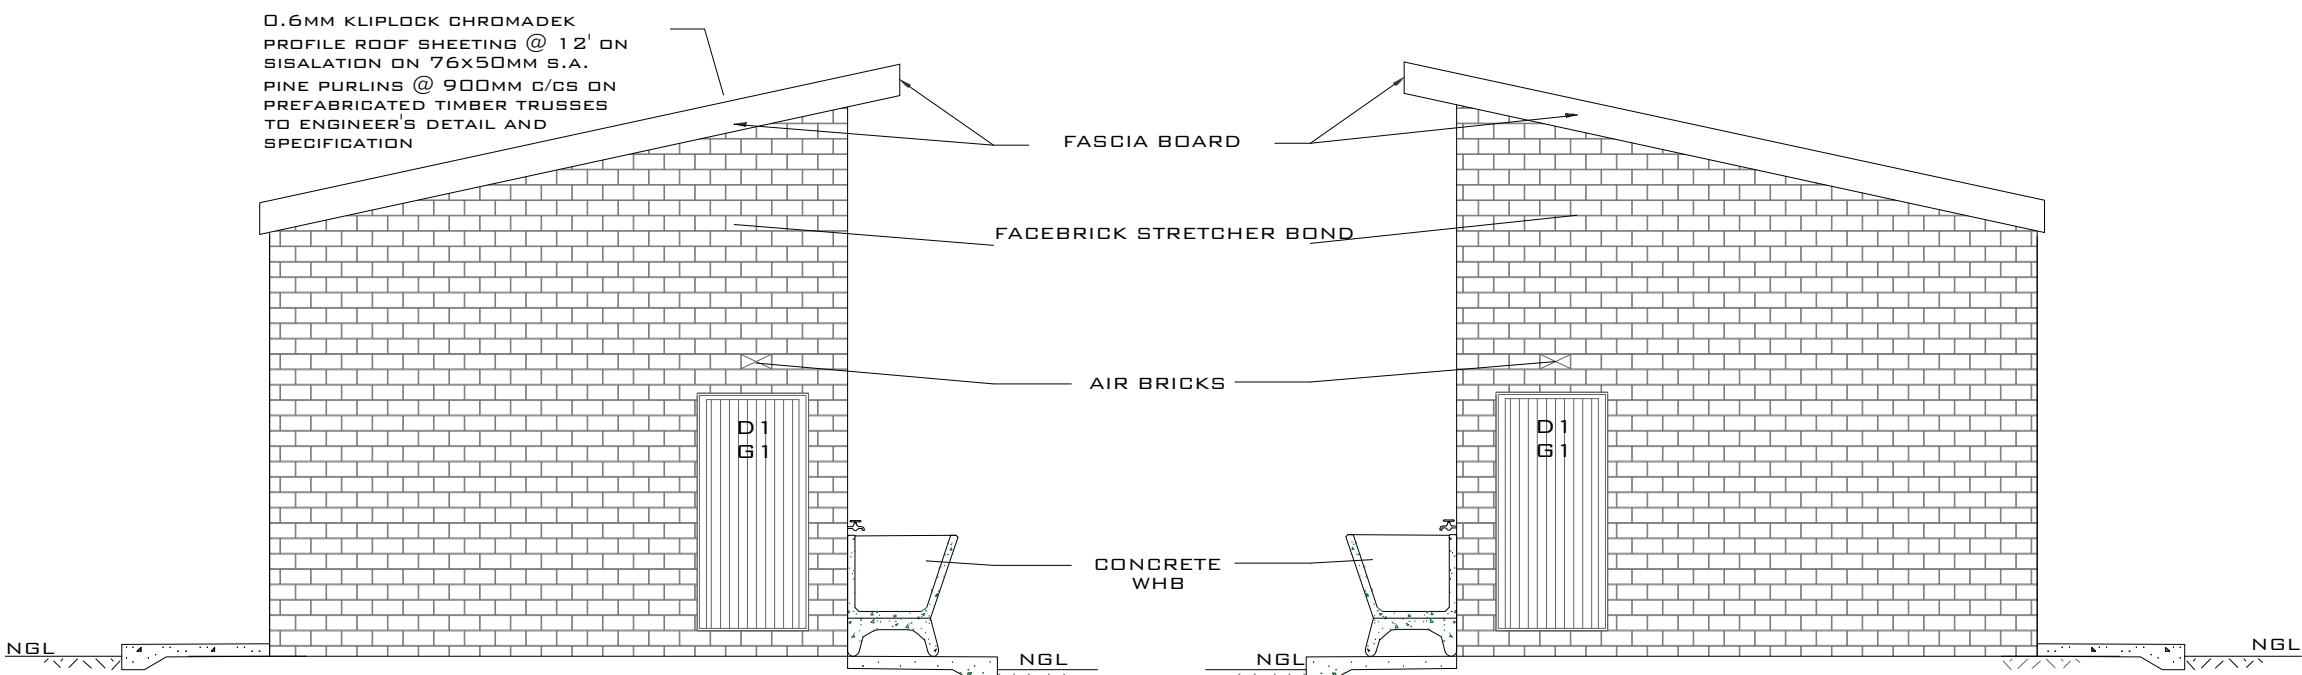 0.6MM KLIPLOCK CHROMADEK
PROFILE ROOF SHEETING @ 12' ON
SISALATION ON 76X50MM S.A.
PINE PURLINS @ 900MM C/CS ON
PREFABRICATED TIMBER TRUSSES
TO ENGINEER'S DETAIL AND
SPECIFICATION
FASCIA BOARD
FACEBRICK STRETCHER BOND
AIR BRICKS
D1
G1
D1
G1
CONCRETE
WHB
NGL
NGL
NGL
NGL